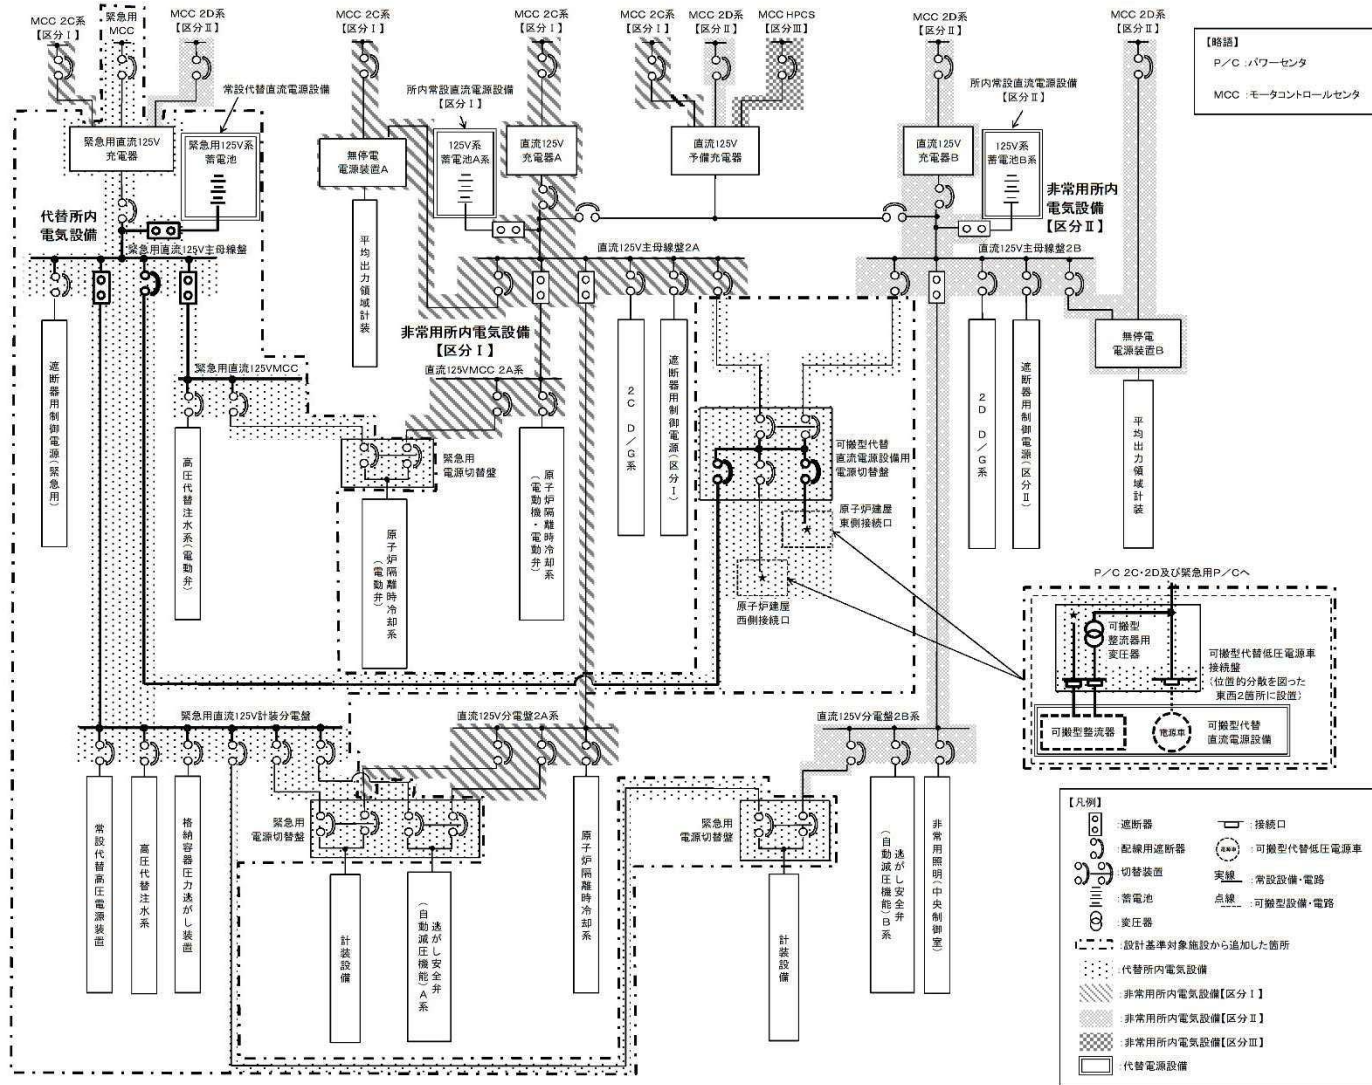 MCC 2C系
【区分Ⅰ】
緊急用
MCC
MCC 2D系
【区分Ⅱ】
MCC 2C系
【区分Ⅰ】
MCC 2C系
【区分Ⅰ】
MCC 2C系
【区分Ⅰ】
MCC 2D系
【区分Ⅱ】
MCC HPCS
【区分Ⅲ】
MCC 2D系
【区分Ⅱ】
MCC 2D系
【区分Ⅱ】
【略語】
P/C :パワーセンタ
MCC :モータコントロールセンタ
常設代替直流電源設備
所内常設直流電源設備
【区分Ⅰ】
所内常設直流電源設備
【区分Ⅱ】
緊急用直流125V
充電器
緊急用125V系
蓄電池
無停電
電源装置A
125V系
蓄電池A系
直流125V
充電器A
直流125V
予備充電器
直流125V
充電器B
125V系
蓄電池B系
代替所内
電気設備
非常用所内
電気設備
【区分Ⅱ】
緊急用直流125V主母線盤
直流125V主母線盤2A
直流125V主母線盤2B
平均出力領域計装
非常用所内電気設備
【区分Ⅰ】
無停電
電源装置B
遮断器用制御電源(緊急用)
緊急用直流125VMCC
直流125VMCC 2A系
2C D/G系
遮断器用制御電源(区分Ⅰ)
2D D/G系
遮断器用制御電源(区分Ⅱ)
平均出力領域計装
高圧代替注水系(電動弁)
緊急用
電源切替盤
原子炉隔離時冷却系
(電動弁)
原子炉隔離時冷却系
(電動機・電動弁)
可搬型代替
直流電源設備用
電源切替盤
原子炉建屋
東側接続口
原子炉建屋
西側接続口
P/C 2C・2D及び緊急用P/Cへ
可搬型
整流器用
変圧器
可搬型代替低圧電源車
接続盤
(位置的分散を図った
東西2箇所に設置)
可搬型整流器
電源車
可搬型代替
直流電源設備
緊急用直流125V計装分電盤
直流125V分電盤2A系
直流125V分電盤2B系
常設代替高圧電源装置
高圧代替注水系
格納容器圧力逃がし装置
緊急用
電源切替盤
計装設備
逃がし安全弁
(自動減圧機能)A系
原子炉隔離時冷却系
緊急用
電源切替盤
計装設備
逃がし安全弁
(自動減圧機能)B系
非常用照明(中央制御室)
【凡例】
:遮断器
:接続口
:配線用遮断器
電源車
:可搬型代替低圧電源車
:切替装置
実線
:常設設備・電路
:蓄電池
点線
:可搬型設備・電路
:変圧器
:設計基準対象施設から追加した箇所
:代替所内電気設備
:非常用所内電気設備【区分Ⅰ】
:非常用所内電気設備【区分Ⅱ】
:非常用所内電気設備【区分Ⅲ】
:代替電源設備